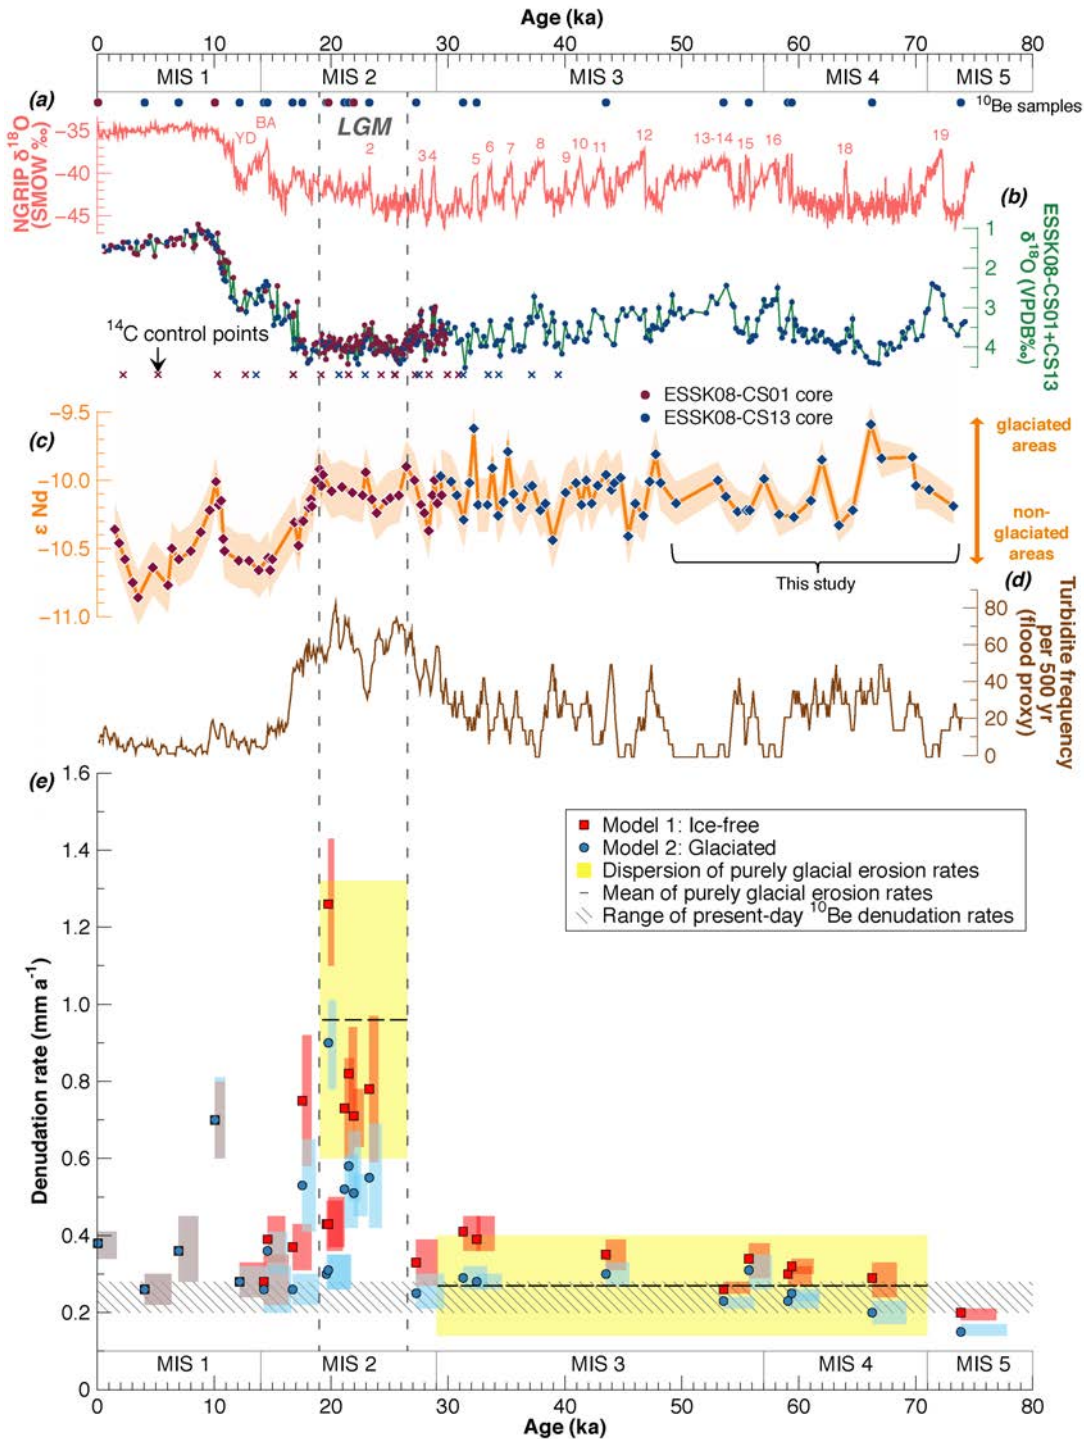 Age (ka)
0 10 20 30 40 50 60 70 80
MIS 1 MIS 2 MIS 3 MIS 4 MIS 5
(a)
10Be samples
LGM
NGRIP δ18O
(SMOW ‰)
−35
−40
−45
YD BA 2 3 4 5 6 7 8 9 10 11 12 13-14 15 16 18 19
(b)
ESSK08-CS01+CS13
δ18O (VPDB‰)
1
2
3
4
14C control points
ESSK08-CS01 core
ESSK08-CS13 core
(c)
ε Nd
−9.5
−10.0
−10.5
−11.0
glaciated
areas
non-
glaciated
areas
This study
(d)
Turbidite frequency
per 500 yr
(flood proxy)
80
60
40
20
0
(e)
Denudation rate (mm a-1)
1.6
1.4
1.2
1.0
0.8
0.6
0.4
0.2
0
Model 1: Ice-free
Model 2: Glaciated
Dispersion of purely glacial erosion rates
Mean of purely glacial erosion rates
Range of present-day 10Be denudation rates
MIS 1 MIS 2 MIS 3 MIS 4 MIS 5
0 10 20 30 40 50 60 70 80
Age (ka)